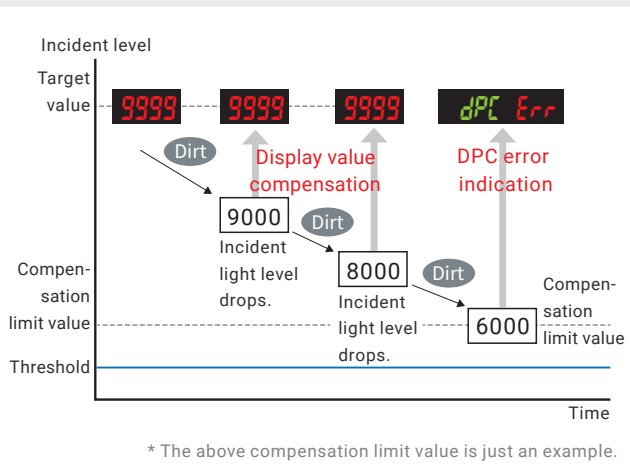 Incident level
Target
value
9999
9999
9999
dPC Err
Dirt
Display value
compensation
DPC error
indication
9000
Dirt
Incident
light level
drops.
8000
Dirt
Incident
light level
drops.
Compen-
sation
limit value
6000
Compen-
sation
limit value
Threshold
Time
* The above compensation limit value is just an example.